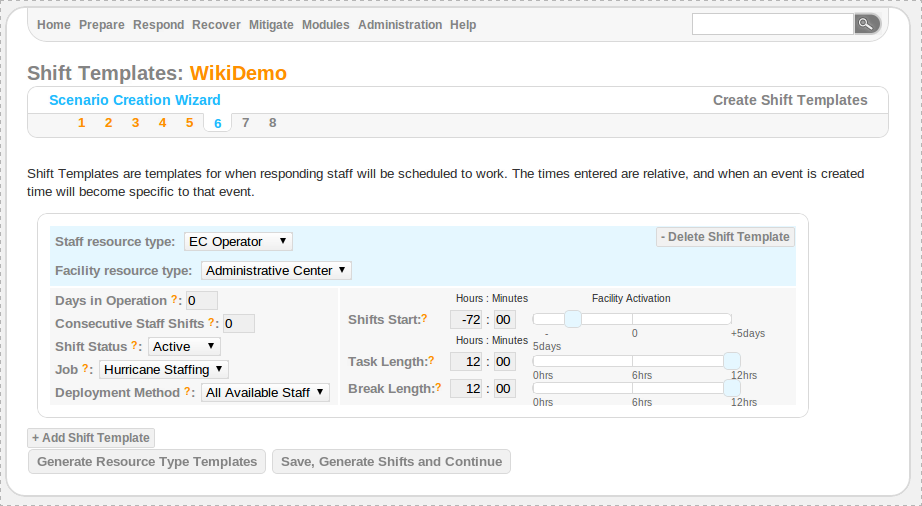 Home Prepare Respond Recover Mitigate Modules Administration Help
Shift Templates: WikiDemo
Scenario Creation Wizard Create Shift Templates
1 2 3 4 5 6 7 8
Shift Templates are templates for when responding staff will be scheduled to work. The times entered are relative, and when an event is created
time will become specific to that event.
Staff resource type: EC Operator
- Delete Shift Template
Facility resource type: Administrative Center
Days in Operation ?: 0
Consecutive Staff Shifts ?: 0
Shift Status ?: Active
Job ?: Hurricane Staffing
Deployment Method ?: All Available Staff
Hours : Minutes Facility Activation
Shifts Start:? -72 : 00
- 0 +5days
5days
Hours : Minutes
Task Length:? 12 : 00
0hrs 6hrs 12hrs
Break Length:? 12 : 00
0hrs 6hrs 12hrs
+ Add Shift Template
Generate Resource Type Templates Save, Generate Shifts and Continue